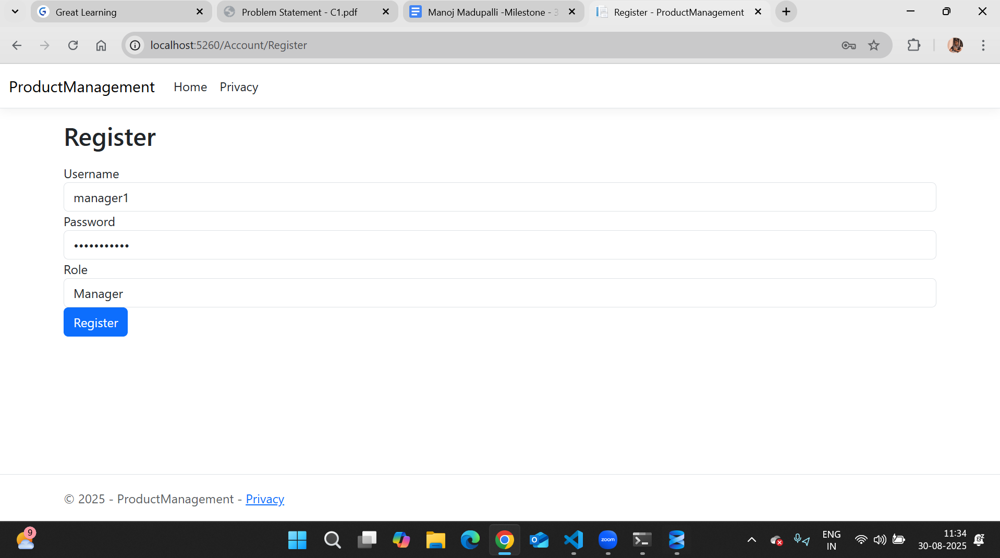 Great Learning
Problem Statement - C1.pdf
Manoj Madupalli -Milestone - 3
Register - ProductManagement
localhost:5260/Account/Register
ProductManagement Home Privacy
Register
Username
manager1
Password
•••••••••••
Role
Manager
Register
© 2025 - ProductManagement - Privacy
9
zoom
ENG
IN
11:34
30-08-2025